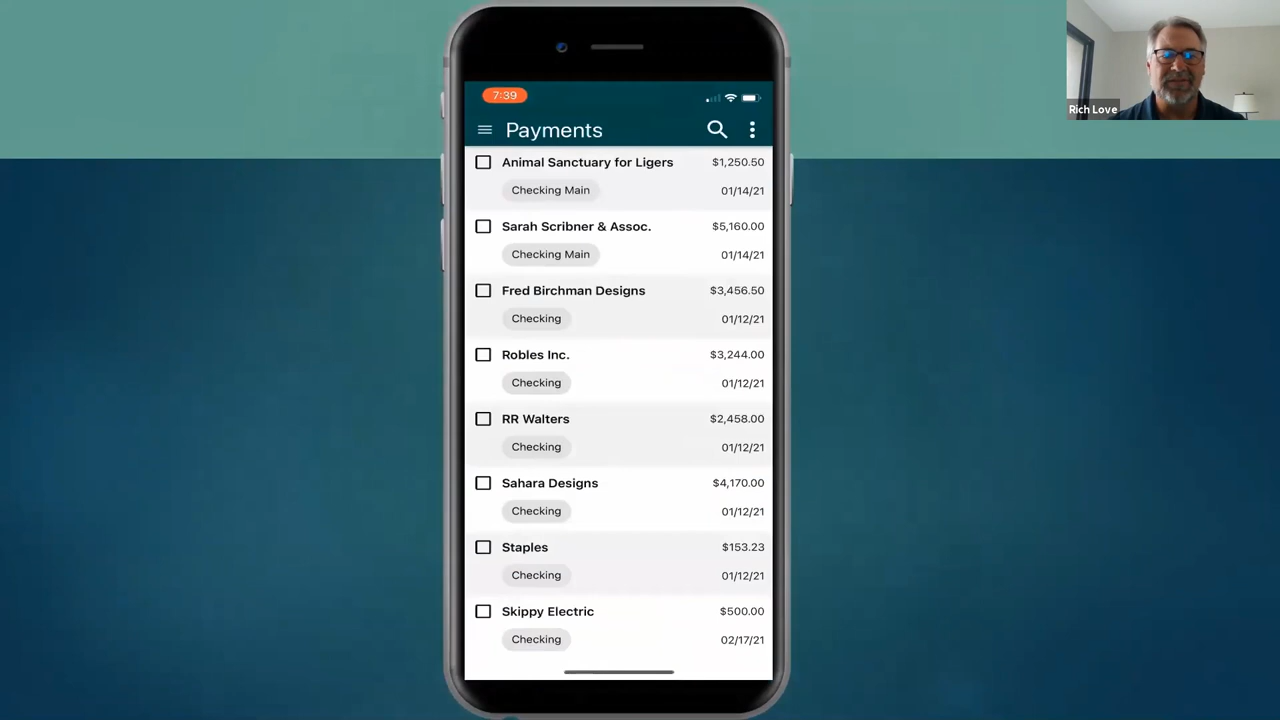 Rich Love
7:39
Payments
Animal Sanctuary for Ligers $1,250.50
Checking Main 01/14/21
Sarah Scribner & Assoc. $5,160.00
Checking Main 01/14/21
Fred Birchman Designs $3,456.50
Checking 01/12/21
Robles Inc. $3,244.00
Checking 01/12/21
RR Walters $2,458.00
Checking 01/12/21
Sahara Designs $4,170.00
Checking 01/12/21
Staples $153.23
Checking 01/12/21
Skippy Electric $500.00
Checking 02/17/21